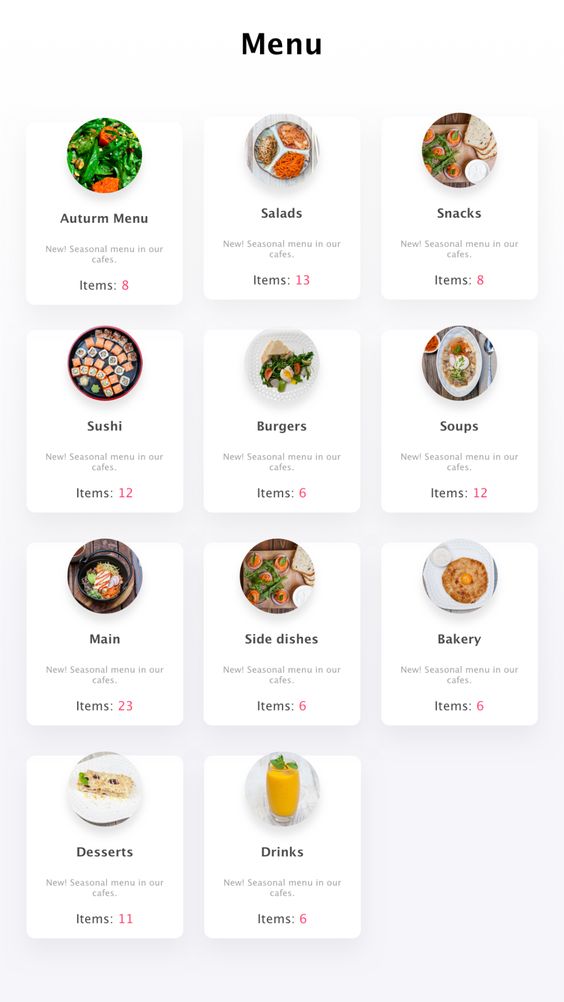 Menu
Auturm Menu
New! Seasonal menu in our
cafes.
Items: 8
Salads
New! Seasonal menu in our
cafes.
Items: 13
Snacks
New! Seasonal menu in our
cafes.
Items: 8
Sushi
New! Seasonal menu in our
cafes.
Items: 12
Burgers
New! Seasonal menu in our
cafes.
Items: 6
Soups
New! Seasonal menu in our
cafes.
Items: 12
Main
New! Seasonal menu in our
cafes.
Items: 23
Side dishes
New! Seasonal menu in our
cafes.
Items: 6
Bakery
New! Seasonal menu in our
cafes.
Items: 6
Desserts
New! Seasonal menu in our
cafes.
Items: 11
Drinks
New! Seasonal menu in our
cafes.
Items: 6